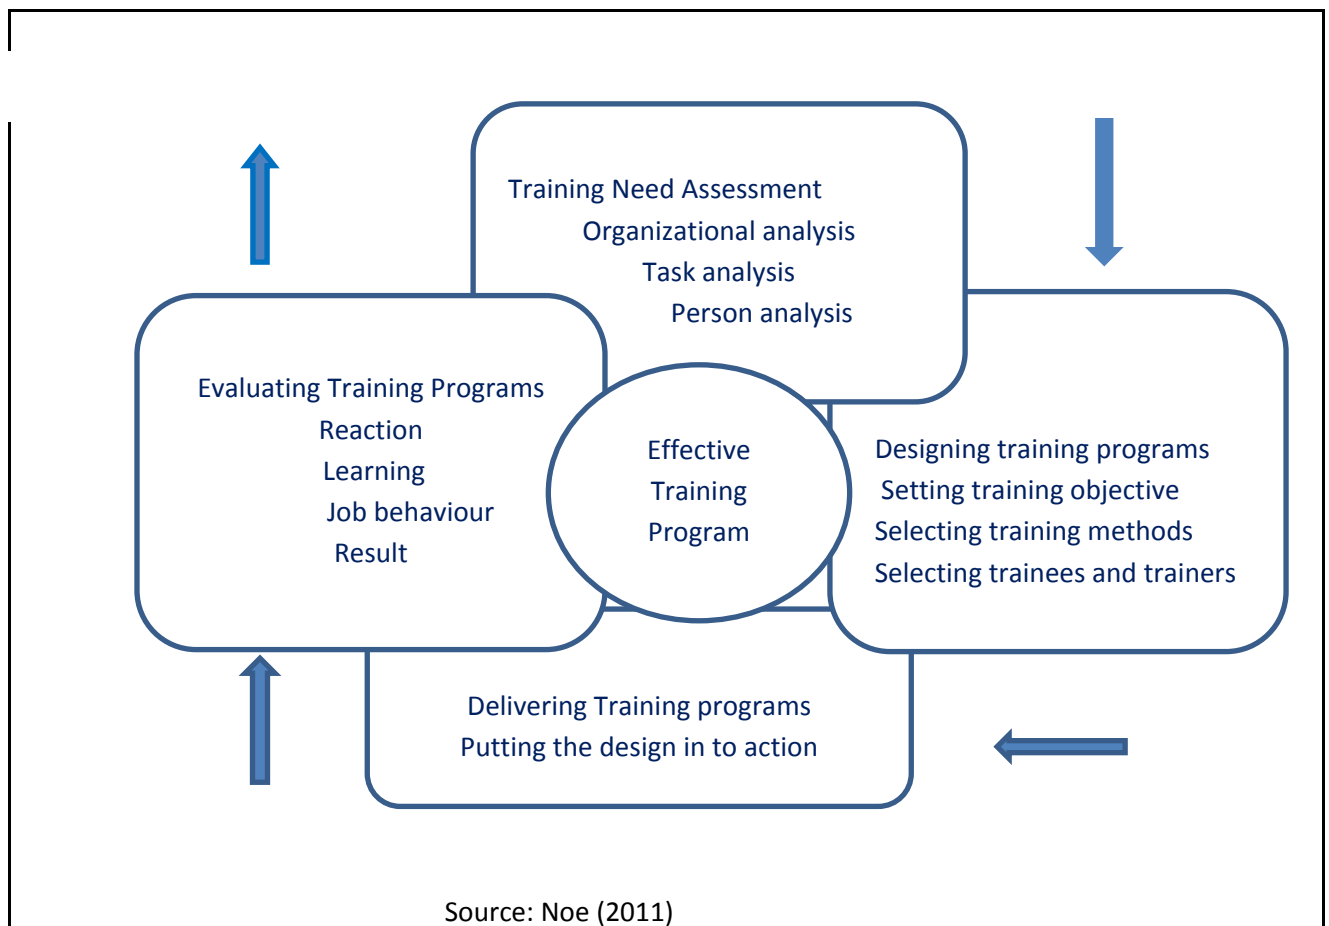 Training Need Assessment
Organizational analysis
Task analysis
Person analysis
Evaluating Training Programs
Reaction
Learning
Job behaviour
Result
Effective
Training
Program
Designing training programs
Setting training objective
Selecting training methods
Selecting trainees and trainers
Delivering Training programs
Putting the design in to action
Source: Noe (2011)